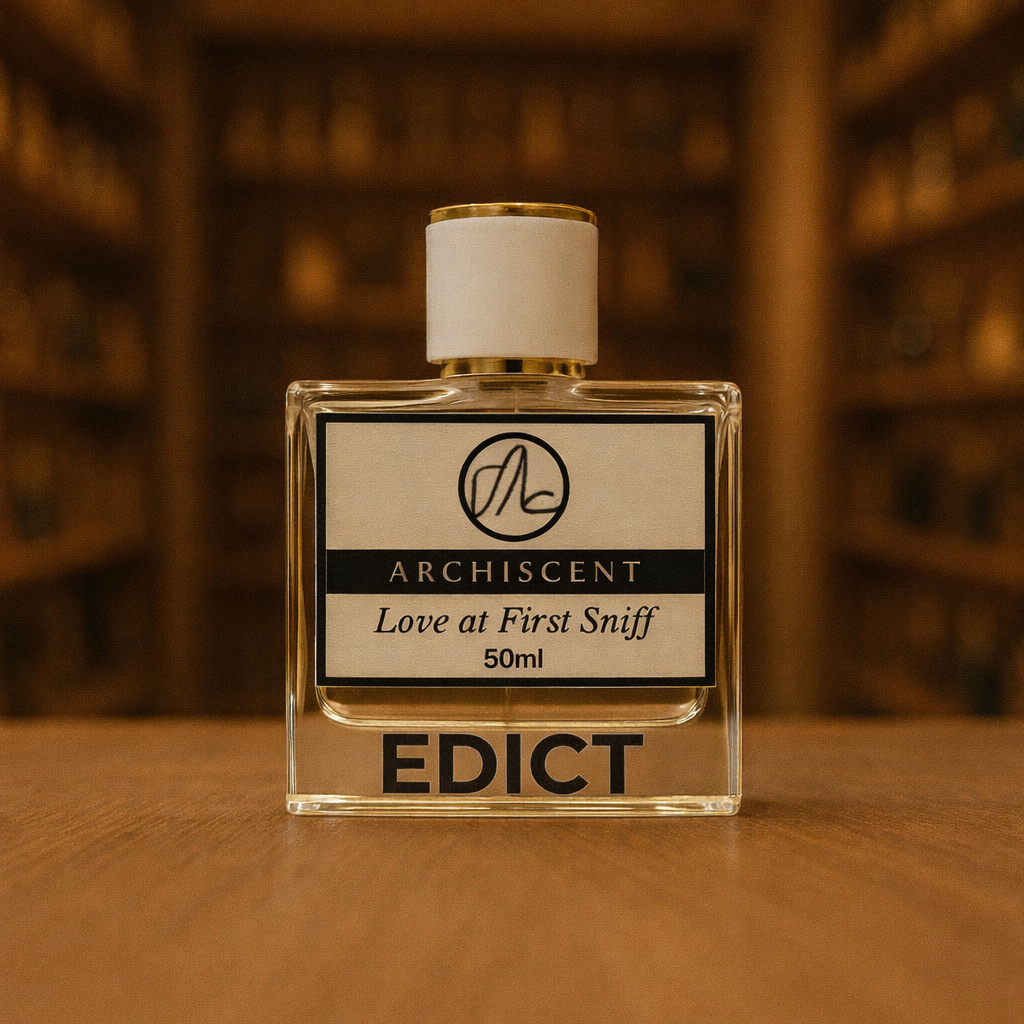 ARCHISCENT
Love at First Sniff
50ml
EDICT